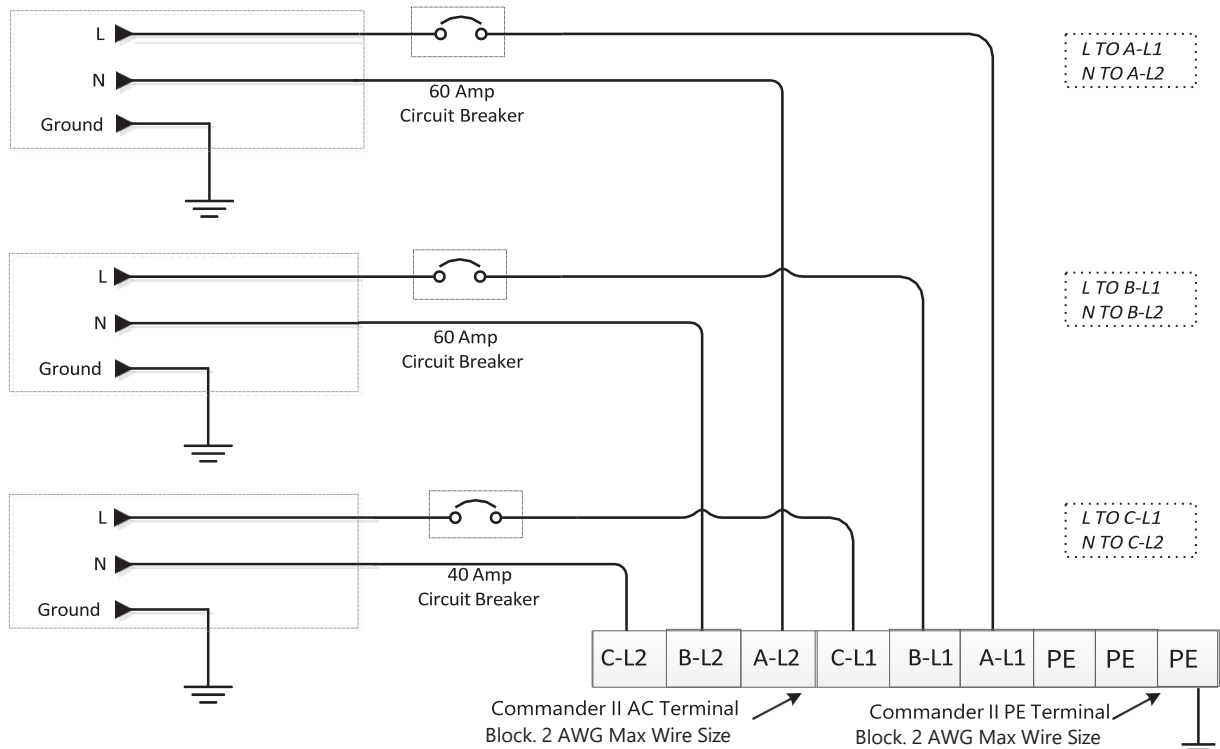 L
N
Ground
60 Amp
Circuit Breaker
L TO A-L1
N TO A-L2
L
N
Ground
60 Amp
Circuit Breaker
L TO B-L1
N TO B-L2
L
N
Ground
40 Amp
Circuit Breaker
L TO C-L1
N TO C-L2
C-L2 B-L2 A-L2 C-L1 B-L1 A-L1 PE PE PE
Commander II AC Terminal
Block. 2 AWG Max Wire Size
Commander II PE Terminal
Block. 2 AWG Max Wire Size